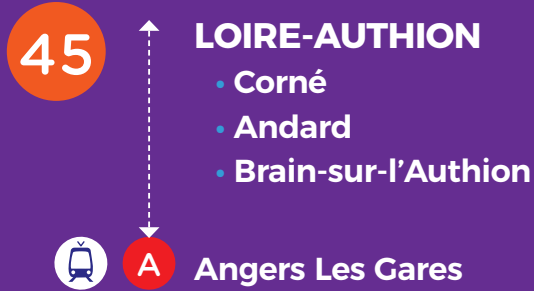 45
LOIRE-AUTHION
• Corné
• Andard
• Brain-sur-l’Authion
A Angers Les Gares